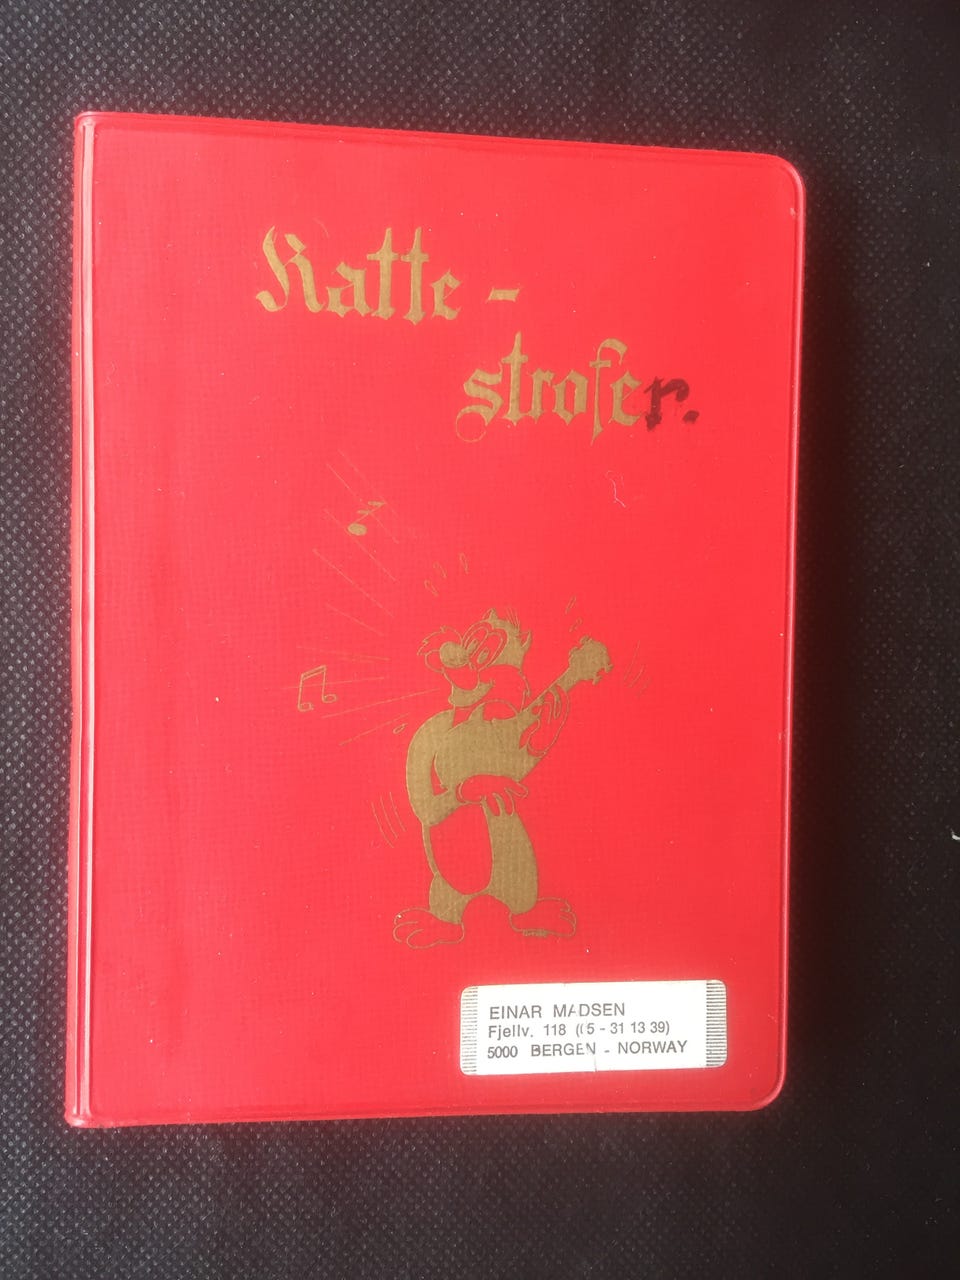 Katte -
strofer.
EINAR MADSEN
Fjellv. 118 (05 - 31 13 39)
5000 BERGEN - NORWAY